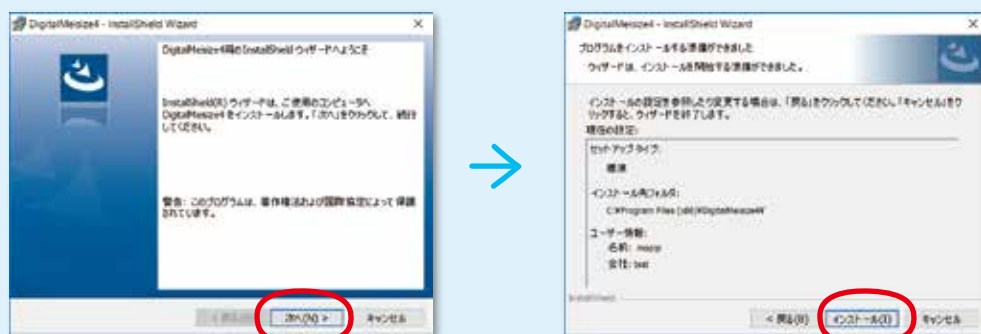 DigitalMeister4 - InstallShield Wizard
DigitalMeister4用のInstallShield ウィザードへようこそ
InstallShield(R) ウィザードは、ご使用のコンピュータへ
DigitalMeister4 をインストールします。「次へ」をクリックして、続行
してください。
警告: このプログラムは、著作権法および国際協定によって保護
されています。
< 戻る(B)
次へ(N) >
キャンセル
DigitalMeister4 - InstallShield Wizard
プログラムをインストールする準備ができました
ウィザードは、インストールを開始する準備ができました。
インストールの設定を参照したり変更する場合は、「戻る」をクリックしてください。「キャンセル」をク
リックすると、ウィザードを終了します。
現在の設定:
セットアップ タイプ:
標準
インストール先フォルダ:
C:¥Program Files (x86)¥DigitalMeister4¥
ユーザー情報:
名前:
会社: test
InstallShield
< 戻る(B)
インストール(I)
キャンセル